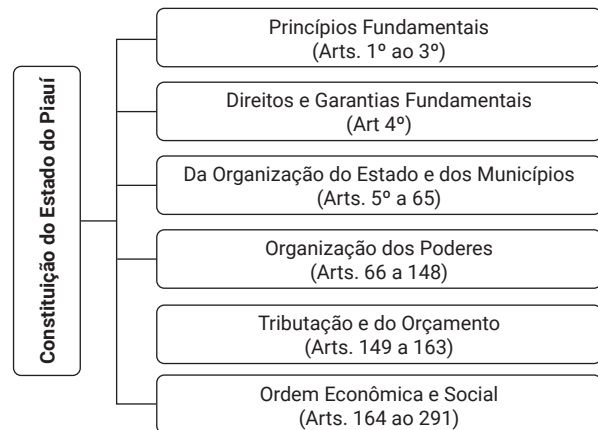 Constituição do Estado do Piauí
Princípios Fundamentais
(Arts. 1º ao 3º)
Direitos e Garantias Fundamentais
(Art 4º)
Da Organização do Estado e dos Municípios
(Arts. 5º a 65)
Organização dos Poderes
(Arts. 66 a 148)
Tributação e do Orçamento
(Arts. 149 a 163)
Ordem Econômica e Social
(Arts. 164 ao 291)